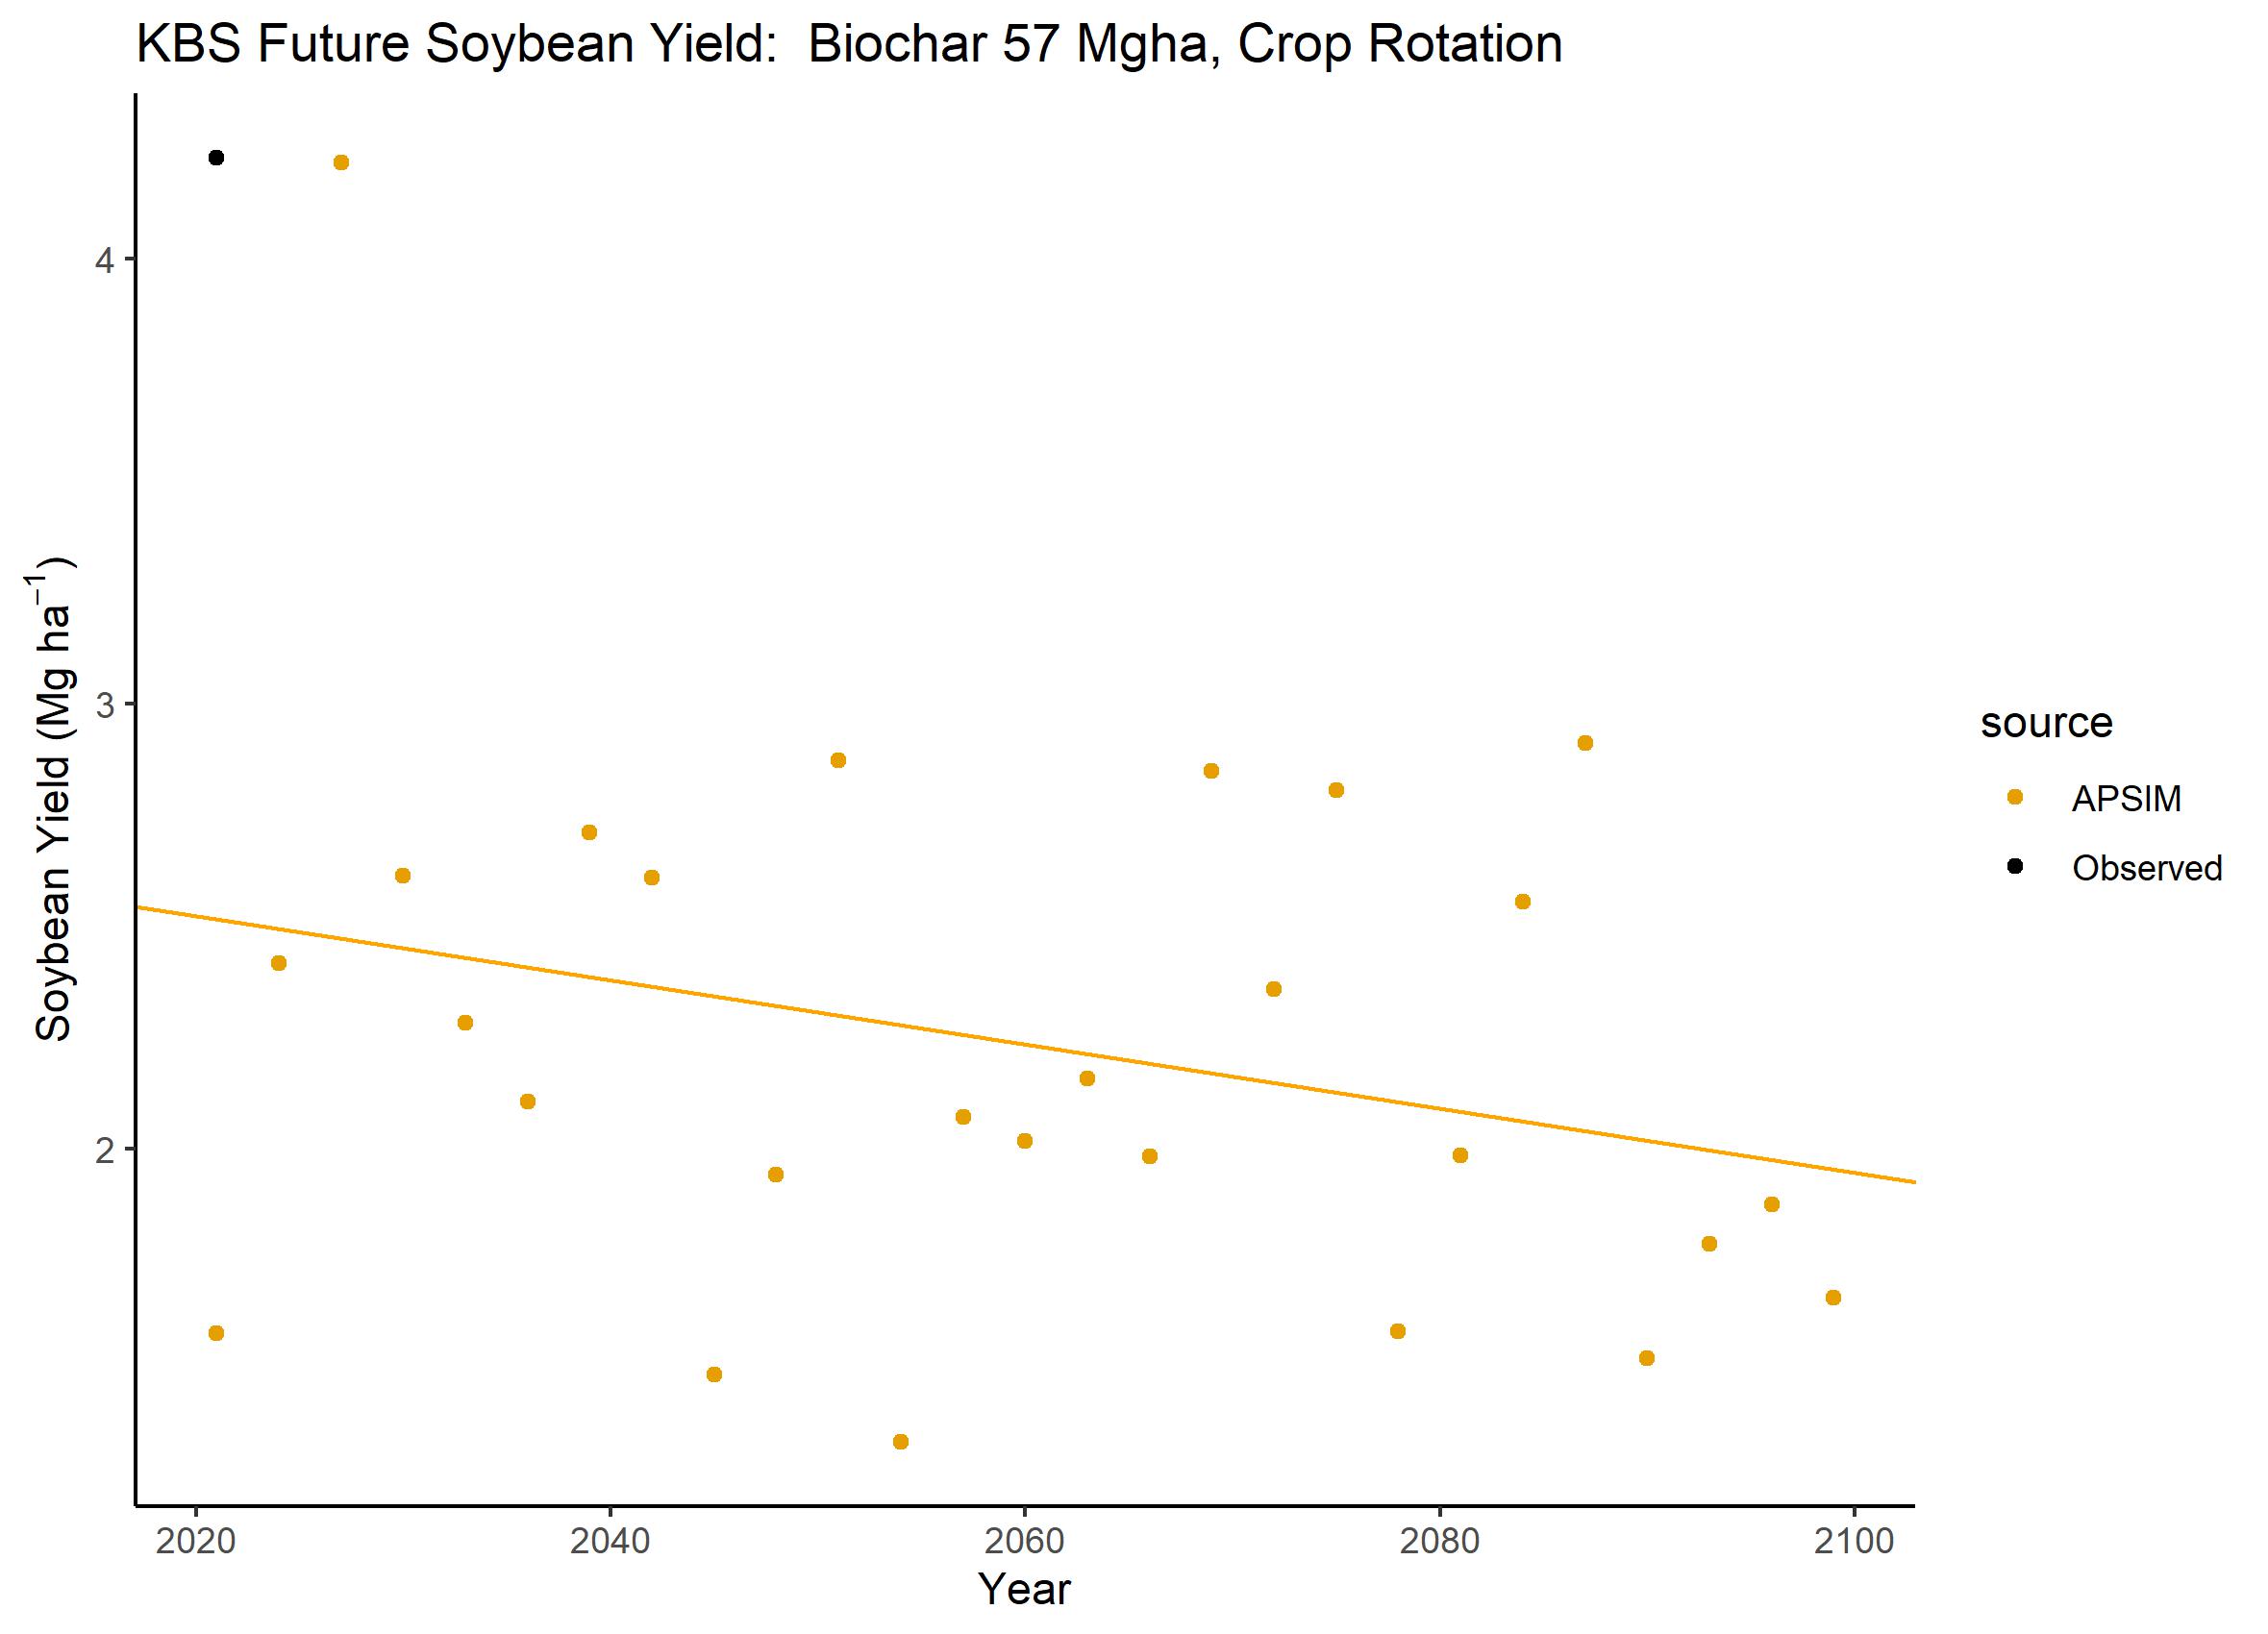 KBS Future Soybean Yield:  Biochar 57 Mgha, Crop Rotation
Soybean Yield (Mg ha⁻¹)
4
3
2
2020 2040 2060 2080 2100
Year
source
APSIM
Observed